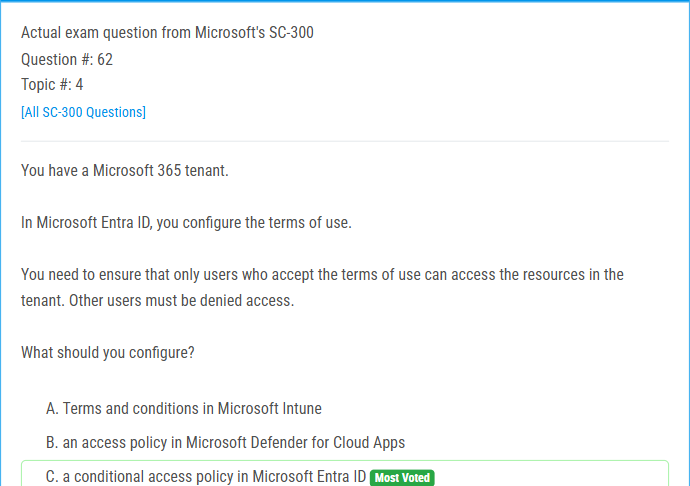 Actual exam question from Microsoft's SC-300
Question #: 62
Topic #: 4
[All SC-300 Questions]
You have a Microsoft 365 tenant.
In Microsoft Entra ID, you configure the terms of use.
You need to ensure that only users who accept the terms of use can access the resources in the
tenant. Other users must be denied access.
What should you configure?
A. Terms and conditions in Microsoft Intune
B. an access policy in Microsoft Defender for Cloud Apps
C. a conditional access policy in Microsoft Entra ID Most Voted